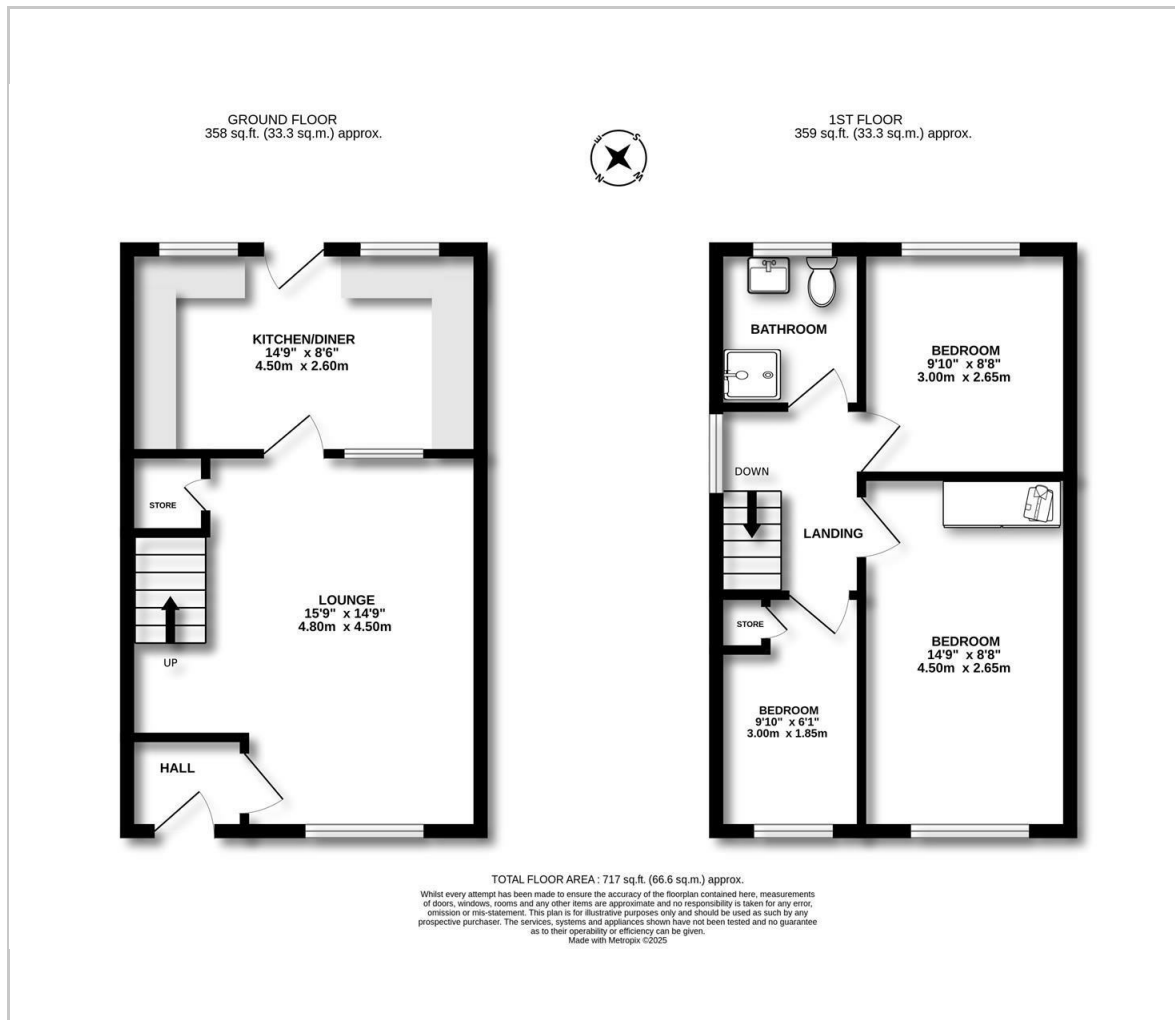 GROUND FLOOR
358 sq.ft. (33.3 sq.m.) approx.
1ST FLOOR
359 sq.ft. (33.3 sq.m.) approx.
E
S
N
W
KITCHEN/DINER
14'9" x 8'6"
4.50m x 2.60m
STORE
UP
LOUNGE
15'9" x 14'9"
4.80m x 4.50m
HALL
BATHROOM
BEDROOM
9'10" x 8'8"
3.00m x 2.65m
DOWN
LANDING
STORE
BEDROOM
14'9" x 8'8"
4.50m x 2.65m
BEDROOM
9'10" x 6'1"
3.00m x 1.85m
TOTAL FLOOR AREA : 717 sq.ft. (66.6 sq.m.) approx.
Whilst every attempt has been made to ensure the accuracy of the floorplan contained here, measurements
of doors, windows, rooms and any other items are approximate and no responsibility is taken for any error,
omission or mis-statement. This plan is for illustrative purposes only and should be used as such by any
prospective purchaser. The services, systems and appliances shown have not been tested and no guarantee
as to their operability or efficiency can be given.
Made with Metropix ©2025